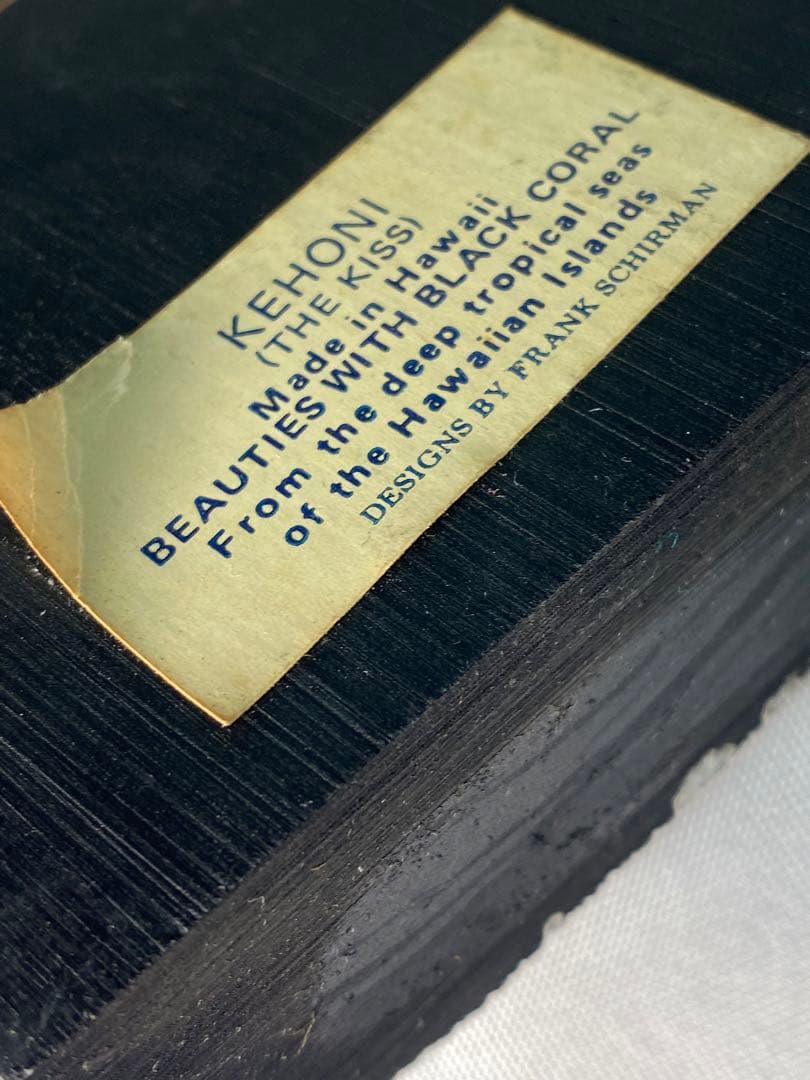 KEHONI
(THE KISS)
Made in Hawaii
BEAUTIES WITH BLACK CORAL
From the deep tropical seas
of the Hawaiian Islands
DESIGNS BY FRANK SCHIRMAN